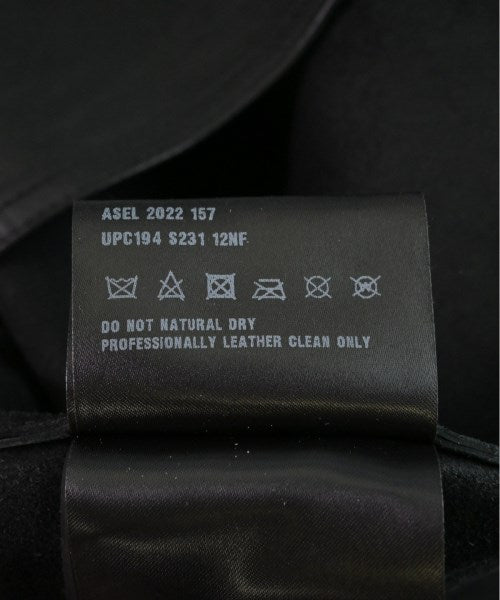 ASEL 2022 157
UPC194 S231 12NF
DO NOT NATURAL DRY
PROFESSIONALLY LEATHER CLEAN ONLY